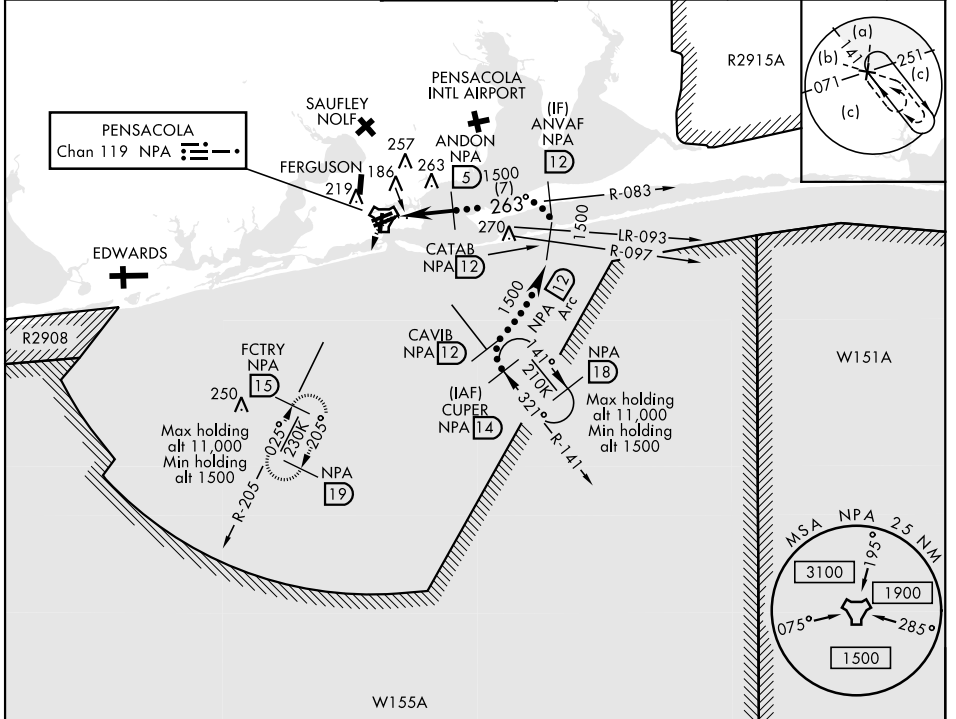 R2915A
(a)
(b)
141
251
071
(c)
(c)
PENSACOLA
INTL AIRPORT
SAUFLEY
NOLF
PENSACOLA
Chan 119 NPA
(IF)
ANVAF
NPA
12
ANDON
NPA
5
1500
(7)
263°
257
263
FERGUSON
186
219
R-083
270
1500
LR-093
R-097
CATAB
NPA 12
EDWARDS
R2908
1500
NPA 12
Arc
CAVIB
NPA 12
W151A
FCTRY
NPA
15
250
Max holding
alt 11,000
Min holding
alt 1500
025°
230K
205°
NPA
19
R-205
(IAF)
CUPER
NPA 14
141°
210K
321°
R-141
NPA
18
Max holding
alt 11,000
Min holding
alt 1500
MSA NPA 25 NM
195°
3100
1900
075°
285°
1500
W155A